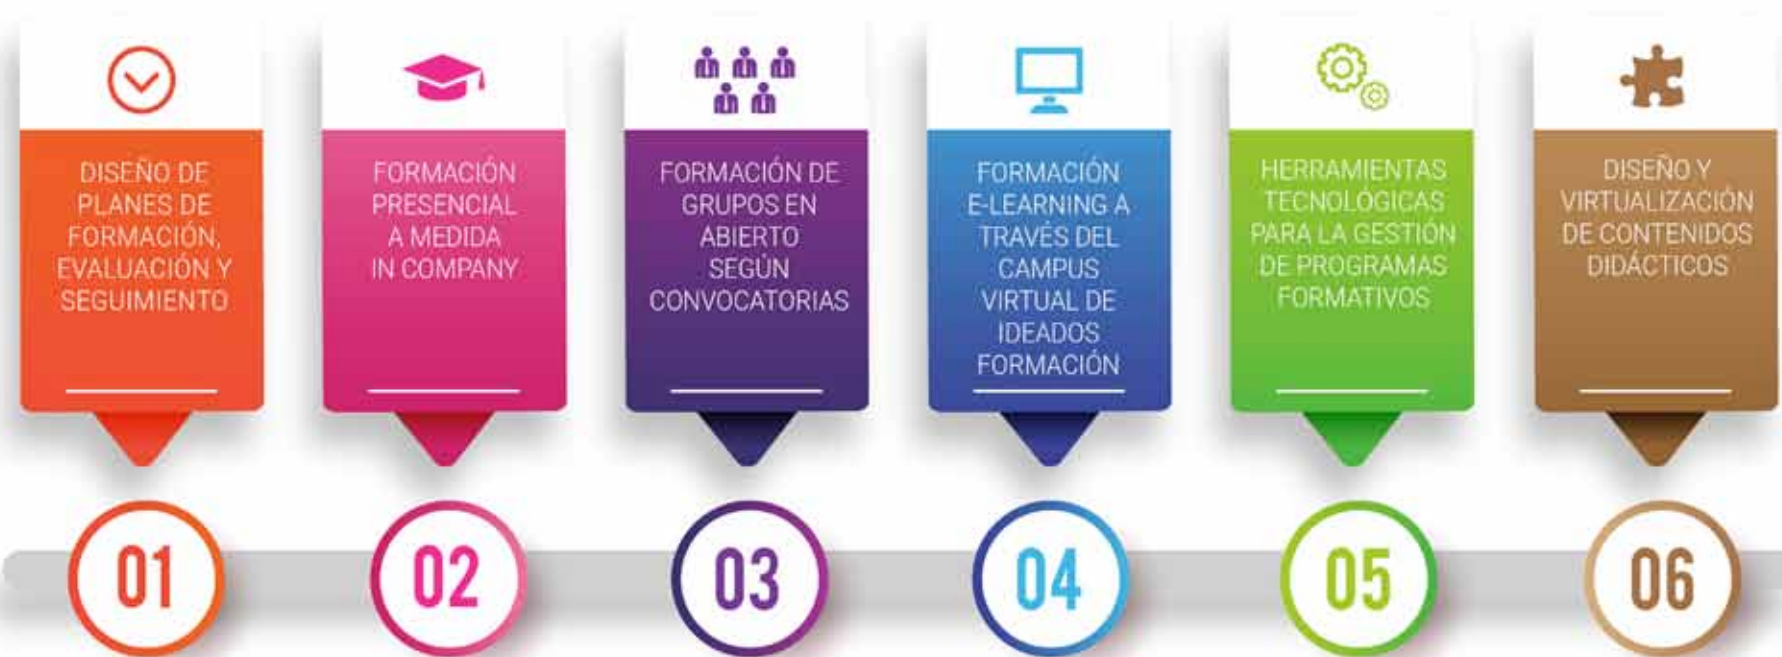 DISEÑO DE
PLANES DE
FORMACIÓN,
EVALUACIÓN Y
SEGUIMIENTO
01
FORMACIÓN
PRESENCIAL
A MEDIDA
IN COMPANY
02
FORMACIÓN DE
GRUPOS EN
ABIERTO
SEGÚN
CONVOCATORIAS
03
FORMACIÓN
E-LEARNING A
TRAVÉS DEL
CAMPUS
VIRTUAL DE
IDEADOS
FORMACIÓN
04
HERRAMIENTAS
TECNOLÓGICAS
PARA LA GESTIÓN
DE PROGRAMAS
FORMATIVOS
05
DISEÑO Y
VIRTUALIZACIÓN
DE CONTENIDOS
DIDÁCTICOS
06